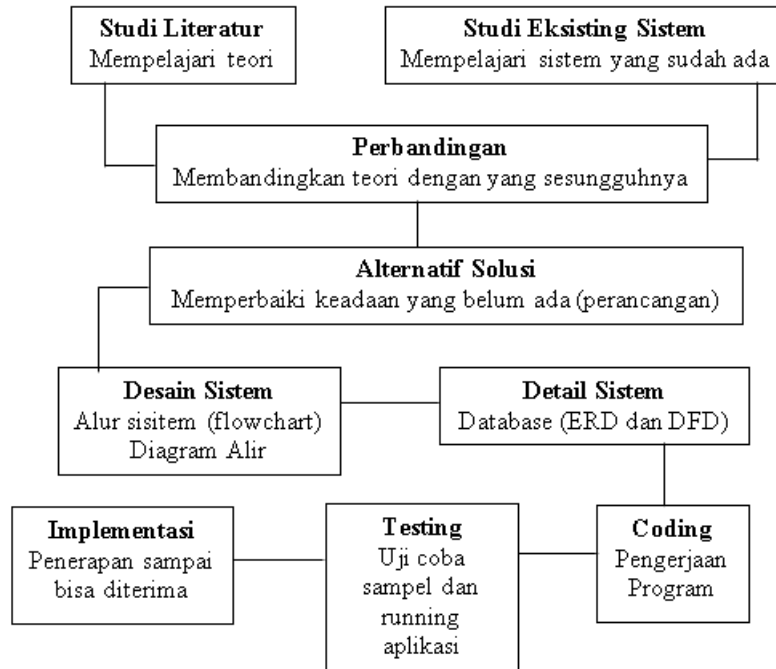 Studi Literatur
Mempelajari teori
Studi Eksisting Sistem
Mempelajari sistem yang sudah ada
Perbandingan
Membandingkan teori dengan yang sesungguhnya
Alternatif Solusi
Memperbaiki keadaan yang belum ada (perancangan)
Desain Sistem
Alur sisitem (flowchart)
Diagram Alir
Detail Sistem
Database (ERD dan DFD)
Implementasi
Penerapan sampai
bisa diterima
Testing
Uji coba
sampel dan
running
aplikasi
Coding
Pengerjaan
Program